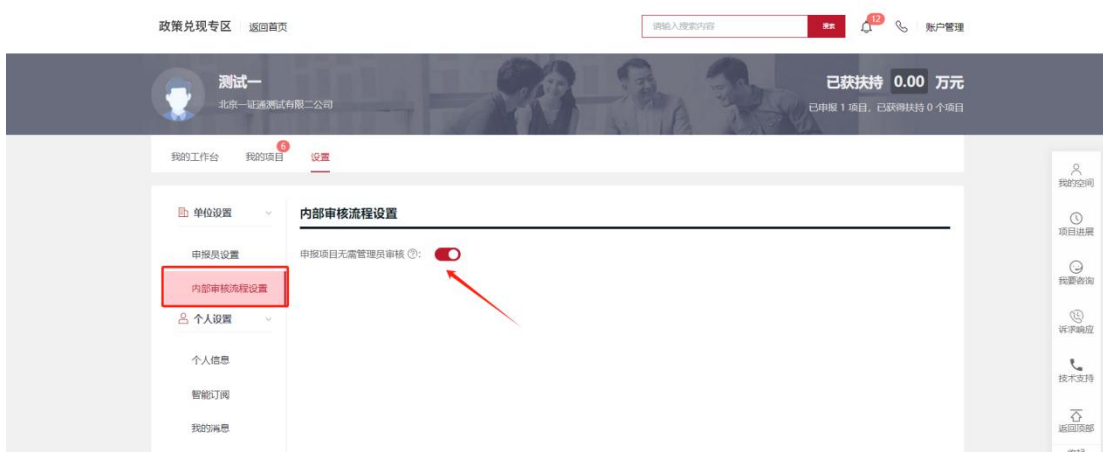 政策兑现专区 返回首页 请输入搜索内容 搜索 12 账户管理
测试一
北京一证通测试有限二公司
已获扶持 0.00 万元
已申报 1 项目，已获得扶持 0 个项目
我的工作台 我的项目 6 设置
单位设置
申报员设置
内部审核流程设置
个人设置
个人信息
智能订阅
我的消息
内部审核流程设置
申报项目无需管理员审核 ?:
我的空间
项目进展
我要咨询
诉求响应
技术支持
返回顶部